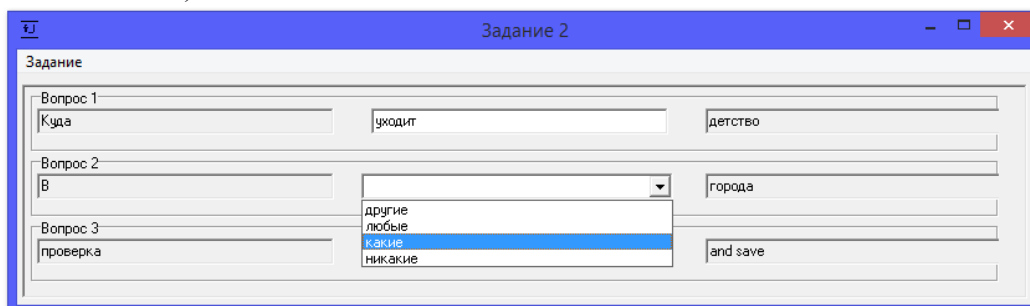 Задание 2
Задание
Вопрос 1
Куда уходит детство
Вопрос 2
В города
другие
любые
какие
никакие
Вопрос 3
проверка and save